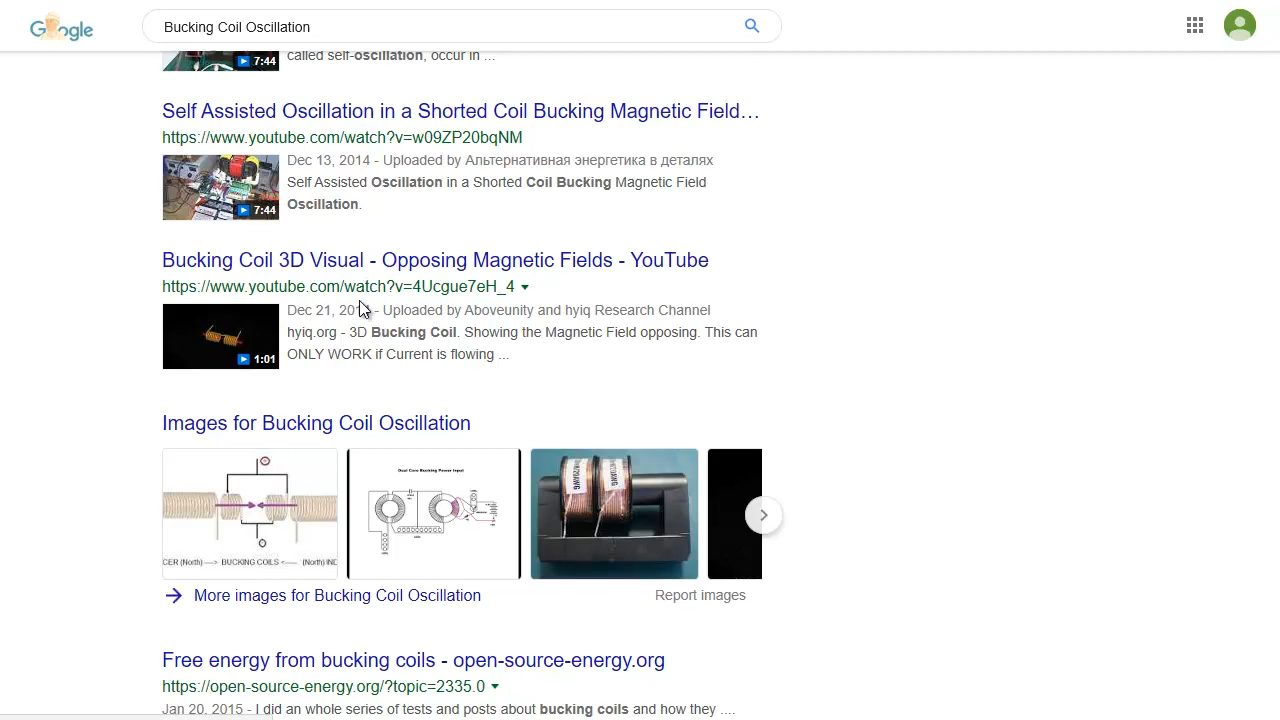 Google
Bucking Coil Oscillation
7:44
called self-oscillation, occur in ...
Self Assisted Oscillation in a Shorted Coil Bucking Magnetic Field…
https://www.youtube.com/watch?v=w09ZP20bqNM
Dec 13, 2014 - Uploaded by Альтернативная энергетика в деталях
7:44
Self Assisted Oscillation in a Shorted Coil Bucking Magnetic Field
Oscillation.
Bucking Coil 3D Visual - Opposing Magnetic Fields - YouTube
https://www.youtube.com/watch?v=4Ucgue7eH_4
Dec 21, - Uploaded by Aboveunity and hyiq Research Channel
1:01
hyiq.org - 3D Bucking Coil. Showing the Magnetic Field opposing. This can
ONLY WORK if Current is flowing ...
Images for Bucking Coil Oscillation
CER (North) ---> BUCKING COILS <---- (North) IND
Dual Core Bucking Power Input
More images for Bucking Coil Oscillation
Report images
Free energy from bucking coils - open-source-energy.org
https://open-source-energy.org/?topic=2335.0
Jan 20, 2015 - I did an whole series of tests and posts about bucking coils and how they ....